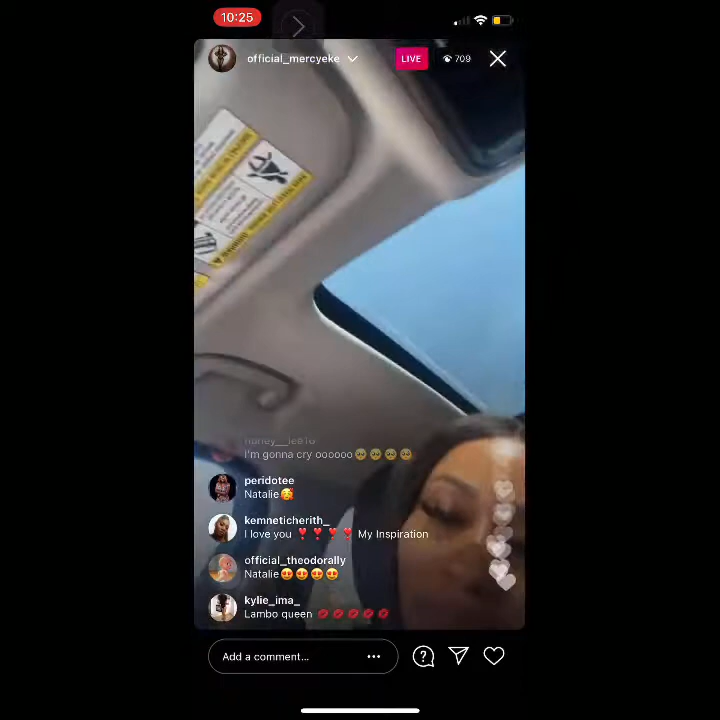 10:25
official_mercyeke
LIVE
709
I'm gonna cry oooooo🥺🥺🥺🥺
peridotee
Natalie🥰
kemneticherith_
I love you ❣️❣️❣️❣️ My Inspiration
official_theodorally
Natalie😍😍😍😍
kylie_ima_
Lambo queen 💋💋💋💋💋
Add a comment...